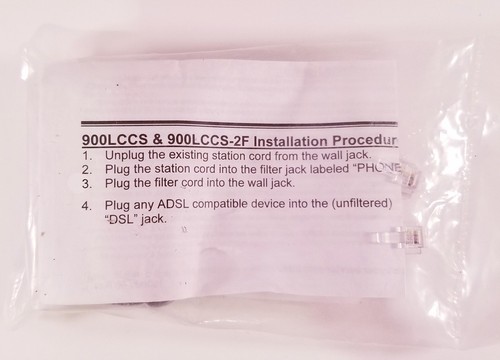 900LCCS & 900LCCS-2F Installation Procedur
1. Unplug the existing station cord from the wall jack.
2. Plug the station cord into the filter jack labeled “PHONE
3. Plug the filter cord into the wall jack.
4. Plug any ADSL compatible device into the (unfiltered)
“DSL” jack.